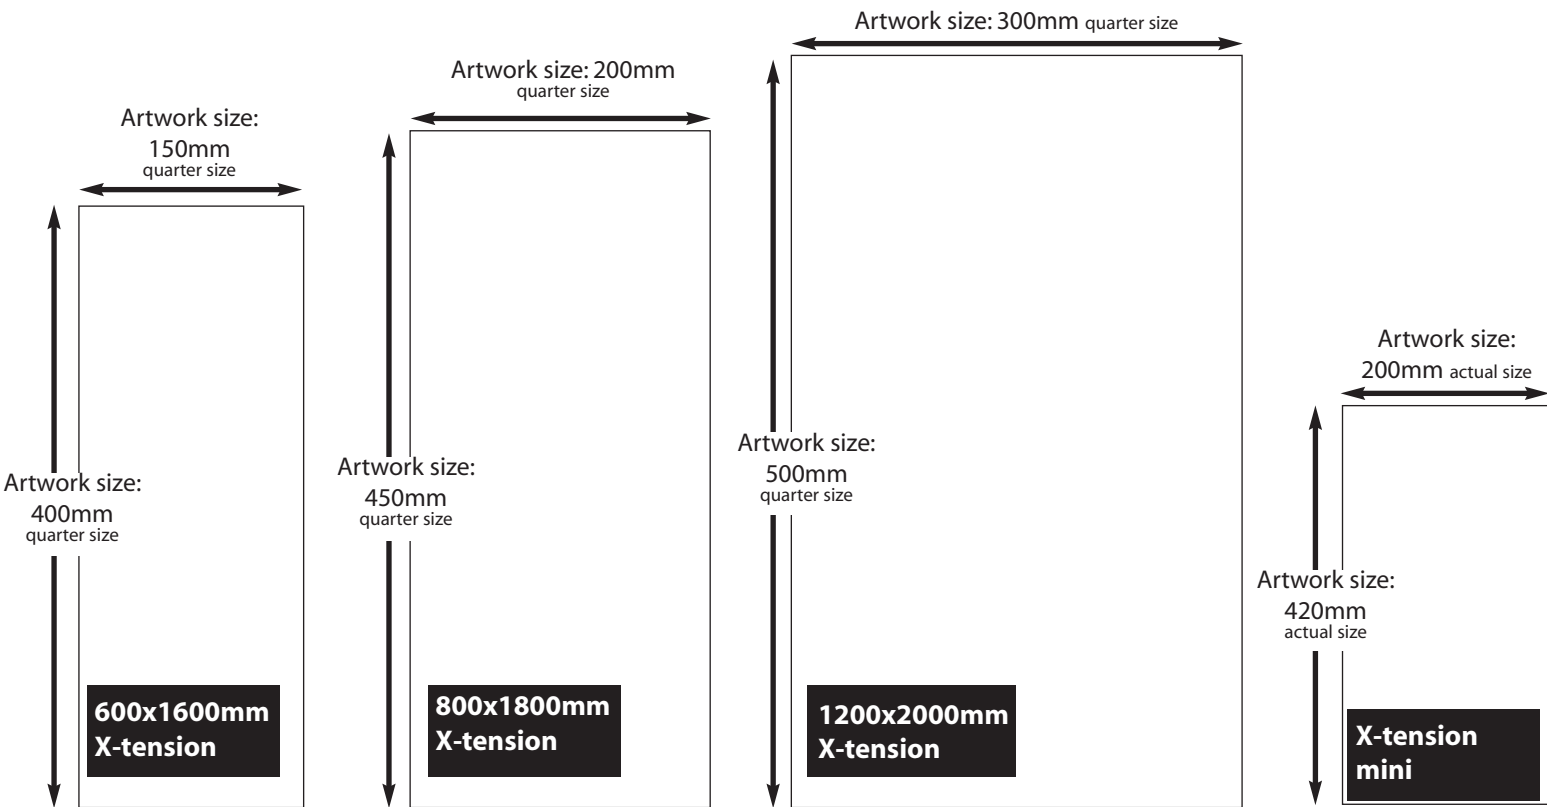 Artwork size:
150mm
quarter size
Artwork size:
400mm
quarter size
600x1600mm
X-tension
Artwork size: 200mm
quarter size
Artwork size:
450mm
quarter size
800x1800mm
X-tension
Artwork size: 300mm quarter size
Artwork size:
500mm
quarter size
1200x2000mm
X-tension
Artwork size:
200mm actual size
Artwork size:
420mm
actual size
X-tension
mini